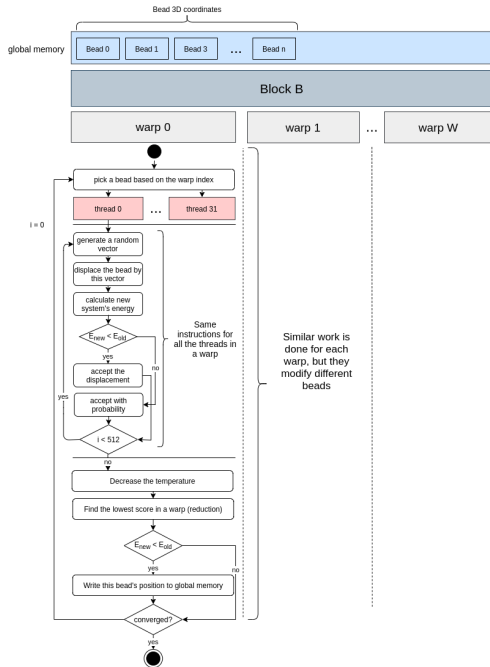 Bead 3D coordinates
global memory
Bead 0
Bead 1
Bead 3
...
Bead n
Block B
warp 0
warp 1
...
warp W
pick a bead based on the warp index
thread 0
...
thread 31
i = 0
generate a random
vector
displace the bead by
this vector
calculate new
system's energy
E_new < E_old
yes
no
accept the
displacement
accept with
probability
yes
i < 512
no
Same
instructions for
all the threads in
a warp
Decrease the temperature
Find the lowest score in a warp (reduction)
E_new < E_old
yes
no
Write this bead's position to global memory
converged?
yes
Similar work is
done for each
warp, but they
modify different
beads